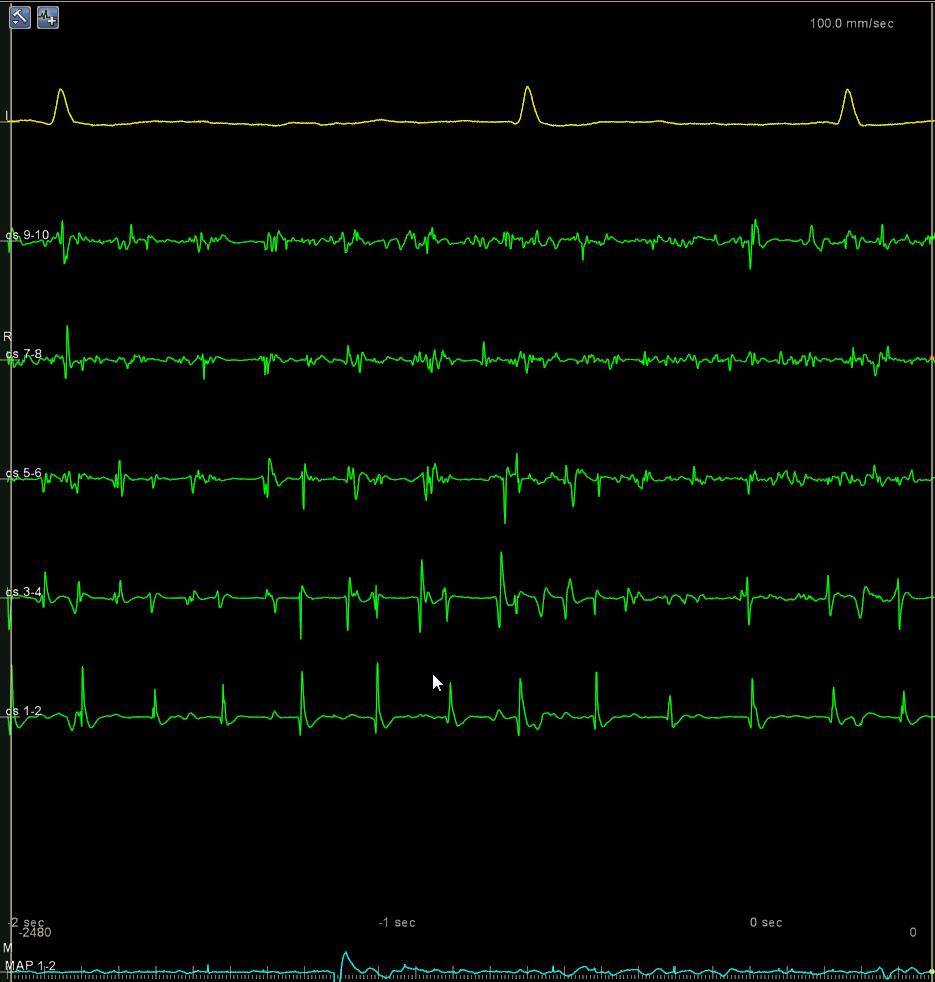 100.0 mm/sec
I
cs 9-10
R
cs 7-8
cs 5-6
cs 3-4
cs 1-2
-2 sec
-1 sec
0 sec
-2480
0
M
MAP 1-2